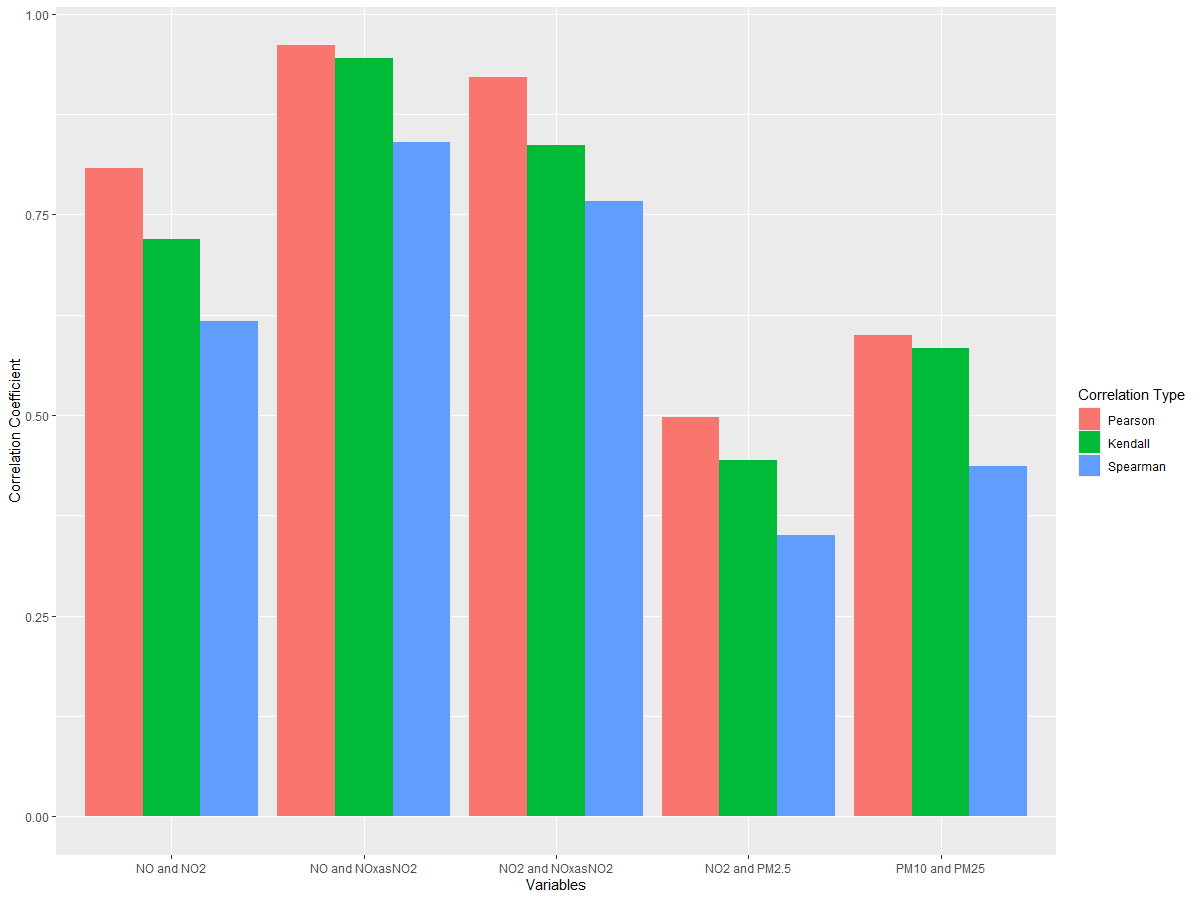 1.00
0.75
0.50
0.25
0.00
Correlation Coefficient
NO and NO2
NO and NOxasNO2
NO2 and NOxasNO2
NO2 and PM2.5
PM10 and PM25
Variables
Correlation Type
Pearson
Kendall
Spearman